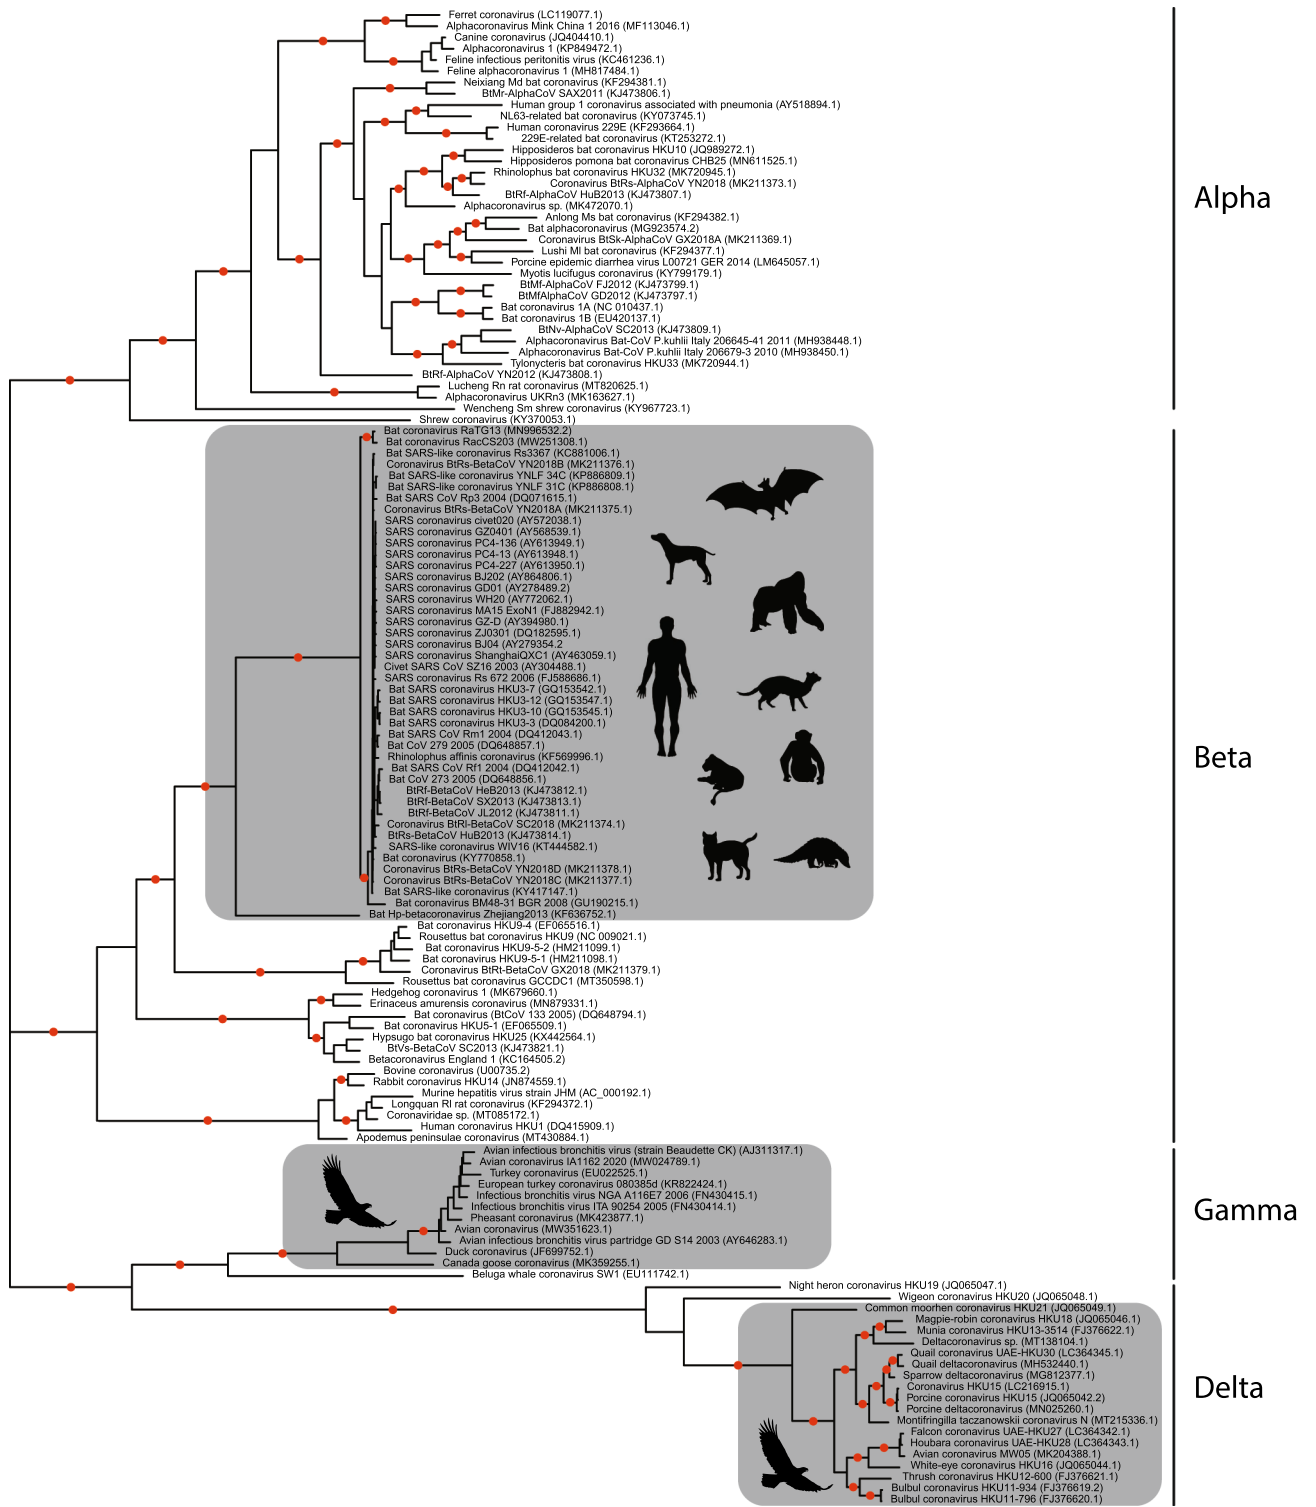 Ferret coronavirus (LC119077.1)
Alphacoronavirus Mink China 1 2016 (MF113046.1)
Canine coronavirus (JQ404410.1)
Alphacoronavirus 1 (KP849472.1)
Feline infectious peritonitis virus (KC461236.1)
Feline alphacoronavirus 1 (MH817484.1)
Neixiang Md bat coronavirus (KF294381.1)
BtMr-AlphaCoV SAX2011 (KJ473806.1)
Human group 1 coronavirus associated with pneumonia (AY518894.1)
NL63-related bat coronavirus (KY073745.1)
Human coronavirus 229E (KF293664.1)
229E-related bat coronavirus (KT253272.1)
Hipposideros bat coronavirus HKU10 (JQ989272.1)
Hipposideros pomona bat coronavirus CHB25 (MN611525.1)
Rhinolophus bat coronavirus HKU32 (MK720945.1)
Coronavirus BtRs-AlphaCoV YN2018 (MK211373.1)
BtRf-AlphaCoV HuB2013 (KJ473807.1)
Alphacoronavirus sp. (MK472070.1)
Anlong Ms bat coronavirus (KF294382.1)
Bat alphacoronavirus (MG923574.2)
Coronavirus BtSk-AlphaCoV GX2018A (MK211369.1)
Lushi Ml bat coronavirus (KF294377.1)
Porcine epidemic diarrhea virus L00721 GER 2014 (LM645057.1)
Myotis lucifugus coronavirus (KY799179.1)
BtMf-AlphaCoV FJ2012 (KJ473799.1)
BtMfAlphaCoV GD2012 (KJ473797.1)
Bat coronavirus 1A (NC 010437.1)
Bat coronavirus 1B (EU420137.1)
BtNv-AlphaCoV SC2013 (KJ473809.1)
Alphacoronavirus Bat-CoV P.kuhlii Italy 206645-41 2011 (MH938448.1)
Alphacoronavirus Bat-CoV P.kuhlii Italy 206679-3 2010 (MH938450.1)
Tylonycteris bat coronavirus HKU33 (MK720944.1)
BtRf-AlphaCoV YN2012 (KJ473808.1)
Lucheng Rn rat coronavirus (MT820625.1)
Alphacoronavirus UKRn3 (MK163627.1)
Wencheng Sm shrew coronavirus (KY967723.1)
Shrew coronavirus (KY370053.1)
Alpha
Bat coronavirus RaTG13 (MN996532.2)
Bat coronavirus RacCS203 (MW251308.1)
Bat SARS-like coronavirus Rs3367 (KC881006.1)
Coronavirus BtRs-BetaCoV YN2018B (MK211376.1)
Bat SARS-like coronavirus YNLF 34C (KP886809.1)
Bat SARS-like coronavirus YNLF 31C (KP886808.1)
Bat SARS CoV Rp3 2004 (DQ071615.1)
Coronavirus BtRs-BetaCoV YN2018A (MK211375.1)
SARS coronavirus civet020 (AY572038.1)
SARS coronavirus GZ0401 (AY568539.1)
SARS coronavirus PC4-136 (AY613949.1)
SARS coronavirus PC4-13 (AY613948.1)
SARS coronavirus PC4-227 (AY613950.1)
SARS coronavirus BJ202 (AY864806.1)
SARS coronavirus GD01 (AY278489.2)
SARS coronavirus WH20 (AY772062.1)
SARS coronavirus MA15 ExoN1 (FJ882942.1)
SARS coronavirus GZ-D (AY394980.1)
SARS coronavirus ZJ0301 (DQ182595.1)
SARS coronavirus BJ04 (AY279354.2
SARS coronavirus ShanghaiQXC1 (AY463059.1)
Civet SARS CoV SZ16 2003 (AY304488.1)
SARS coronavirus Rs 672 2006 (FJ588686.1)
Bat SARS coronavirus HKU3-7 (GQ153542.1)
Bat SARS coronavirus HKU3-12 (GQ153547.1)
Bat SARS coronavirus HKU3-10 (GQ153545.1)
Bat SARS coronavirus HKU3-3 (DQ084200.1)
Bat SARS CoV Rm1 2004 (DQ412043.1)
Bat CoV 279 2005 (DQ648857.1)
Rhinolophus affinis coronavirus (KF569996.1)
Bat SARS CoV Rf1 2004 (DQ412042.1)
Bat CoV 273 2005 (DQ648856.1)
BtRf-BetaCoV HeB2013 (KJ473812.1)
BtRf-BetaCoV SX2013 (KJ473813.1)
BtRf-BetaCoV JL2012 (KJ473811.1)
Coronavirus BtRl-BetaCoV SC2018 (MK211374.1)
BtRs-BetaCoV HuB2013 (KJ473814.1)
SARS-like coronavirus WIV16 (KT444582.1)
Bat coronavirus (KY770858.1)
Coronavirus BtRs-BetaCoV YN2018D (MK211378.1)
Coronavirus BtRs-BetaCoV YN2018C (MK211377.1)
Bat SARS-like coronavirus (KY417147.1)
Bat coronavirus BM48-31 BGR 2008 (GU190215.1)
Bat Hp-betacoronavirus Zhejiang2013 (KF636752.1)
Bat coronavirus HKU9-4 (EF065516.1)
Rousettus bat coronavirus HKU9 (NC 009021.1)
Bat coronavirus HKU9-5-2 (HM211099.1)
Bat coronavirus HKU9-5-1 (HM211098.1)
Coronavirus BtRt-BetaCoV GX2018 (MK211379.1)
Rousettus bat coronavirus GCCDC1 (MT350598.1)
Hedgehog coronavirus 1 (MK679660.1)
Erinaceus amurensis coronavirus (MN879331.1)
Bat coronavirus (BtCoV 133 2005) (DQ648794.1)
Bat coronavirus HKU5-1 (EF065509.1)
Hypsugo bat coronavirus HKU25 (KX442564.1)
BtVs-BetaCoV SC2013 (KJ473821.1)
Betacoronavirus England 1 (KC164505.2)
Bovine coronavirus (U00735.2)
Rabbit coronavirus HKU14 (JN874559.1)
Murine hepatitis virus strain JHM (AC_000192.1)
Longquan Rl rat coronavirus (KF294372.1)
Coronaviridae sp. (MT085172.1)
Human coronavirus HKU1 (DQ415909.1)
Apodemus peninsulae coronavirus (MT430884.1)
Beta
Avian infectious bronchitis virus (strain Beaudette CK) (AJ311317.1)
Avian coronavirus IA1162 2020 (MW024789.1)
Turkey coronavirus (EU022525.1)
European turkey coronavirus 080385d (KR822424.1)
Infectious bronchitis virus NGA A116E7 2006 (FN430415.1)
Infectious bronchitis virus ITA 90254 2005 (FN430414.1)
Pheasant coronavirus (MK423877.1)
Avian coronavirus (MW351623.1)
Avian infectious bronchitis virus partridge GD S14 2003 (AY646283.1)
Duck coronavirus (JF699752.1)
Canada goose coronavirus (MK359255.1)
Beluga whale coronavirus SW1 (EU111742.1)
Gamma
Night heron coronavirus HKU19 (JQ065047.1)
Wigeon coronavirus HKU20 (JQ065048.1)
Common moorhen coronavirus HKU21 (JQ065049.1)
Magpie-robin coronavirus HKU18 (JQ065046.1)
Munia coronavirus HKU13-3514 (FJ376622.1)
Deltacoronavirus sp. (MT138104.1)
Quail coronavirus UAE-HKU30 (LC364345.1)
Quail deltacoronavirus (MH532440.1)
Sparrow deltacoronavirus (MG812377.1)
Coronavirus HKU15 (LC216915.1)
Porcine coronavirus HKU15 (JQ065042.2)
Porcine deltacoronavirus (MN025260.1)
Montifringilla taczanowskii coronavirus N (MT215336.1)
Falcon coronavirus UAE-HKU27 (LC364342.1)
Houbara coronavirus UAE-HKU28 (LC364343.1)
Avian coronavirus MW05 (MK204388.1)
White-eye coronavirus HKU16 (JQ065044.1)
Thrush coronavirus HKU12-600 (FJ376621.1)
Bulbul coronavirus HKU11-934 (FJ376619.2)
Bulbul coronavirus HKU11-796 (FJ376620.1)
Delta